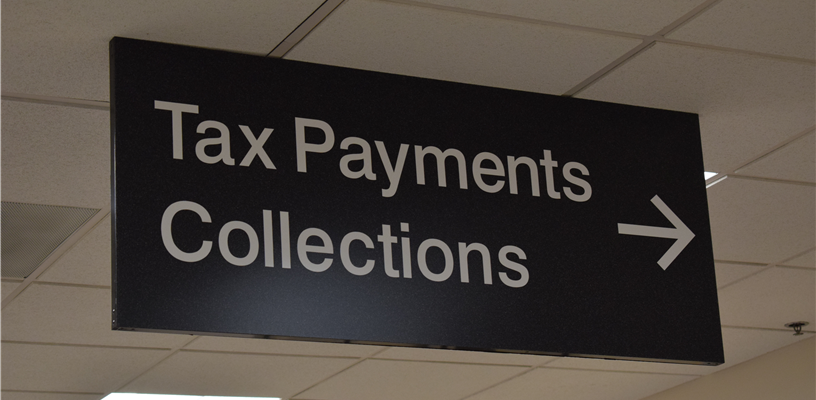 Tax Payments
Collections →